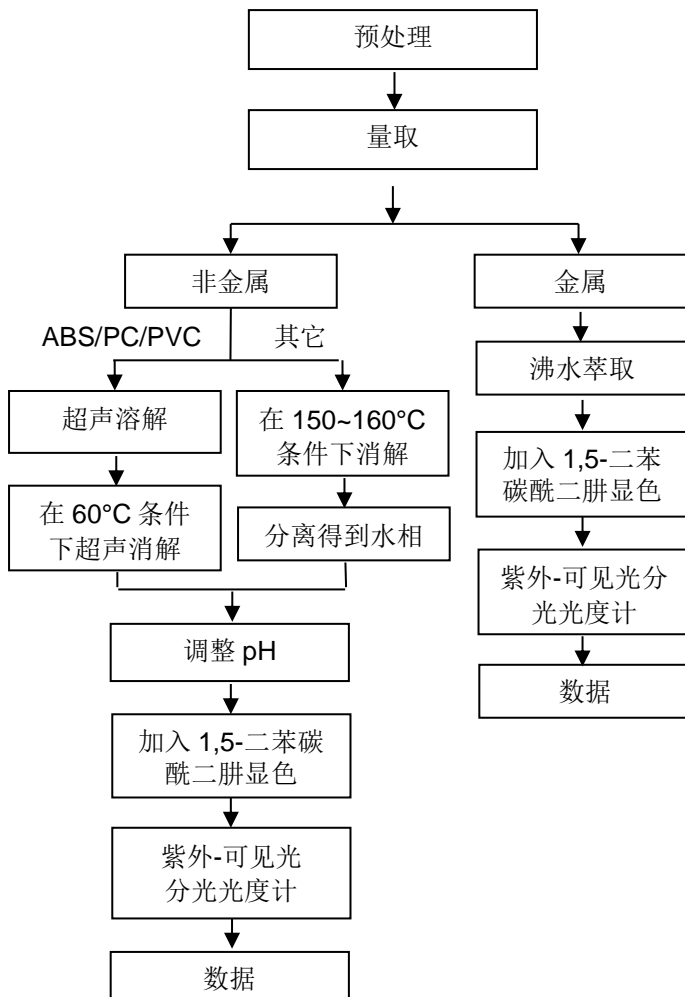 预处理
量取
非金属
金属
ABS/PC/PVC
其它
沸水萃取
超声溶解
在 150~160°C
条件下消解
加入 1,5-二苯
碳酰二肼显色
在 60°C 条件
下超声消解
分离得到水相
紫外-可见光分
光光度计
调整 pH
数据
加入 1,5-二苯碳
酰二肼显色
紫外-可见光
分光光度计
数据